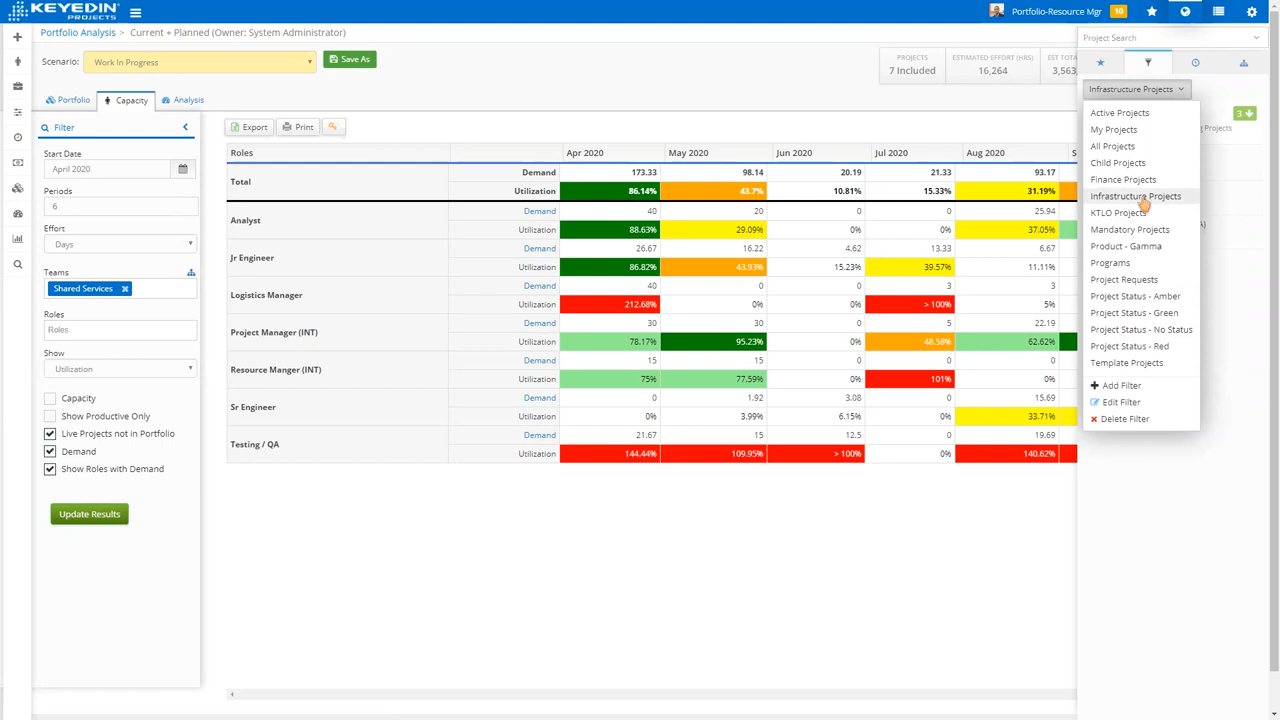 KEYEDIN
PROJECTS
Portfolio-Resource Mgr 10
Portfolio Analysis > Current + Planned (Owner: System Administrator)
Project Search
Scenario: Work In Progress
Save As
PROJECTS
7 Included
ESTIMATED EFFORT (HRS)
16,264
EST TOTAL
3,563,
Portfolio Capacity Analysis
Infrastructure Projects
Filter
Start Date
April 2020
Periods
6
Effort
Days
Teams
Shared Services
Roles
Roles
Show
Utilization
Capacity
Show Productive Only
Live Projects not in Portfolio
Demand
Show Roles with Demand
Update Results
Export Print
Roles Apr 2020 May 2020 Jun 2020 Jul 2020 Aug 2020 S
Total Demand 173.33 98.14 20.19 21.33 93.17
Utilization 86.14% 43.7% 10.81% 15.33% 31.19%
Analyst Demand 40 20 0 0 25.94
Utilization 88.63% 29.09% 0% 0% 37.05%
Jr Engineer Demand 26.67 16.22 4.62 13.33 6.67
Utilization 86.82% 43.93% 15.23% 39.57% 11.11%
Logistics Manager Demand 40 0 0 3 3
Utilization 212.68% 0% 0% > 100% 5%
Project Manager (INT) Demand 30 30 0 5 22.19
Utilization 78.17% 95.23% 0% 48.58% 62.62%
Resource Manger (INT) Demand 15 15 0 0 0
Utilization 75% 77.59% 0% 101% 0%
Sr Engineer Demand 0 1.92 3.08 0 15.69
Utilization 0% 3.99% 6.15% 0% 33.71%
Testing / QA Demand 21.67 15 12.5 0 19.69
Utilization 144.44% 109.95% > 100% 0% 140.62%
Active Projects
My Projects
All Projects
Child Projects
Finance Projects
Infrastructure Projects
KTLO Projects
Mandatory Projects
Product - Gamma
Programs
Project Requests
Project Status - Amber
Project Status - Green
Project Status - No Status
Project Status - Red
Template Projects
Add Filter
Edit Filter
Delete Filter
3
Projects